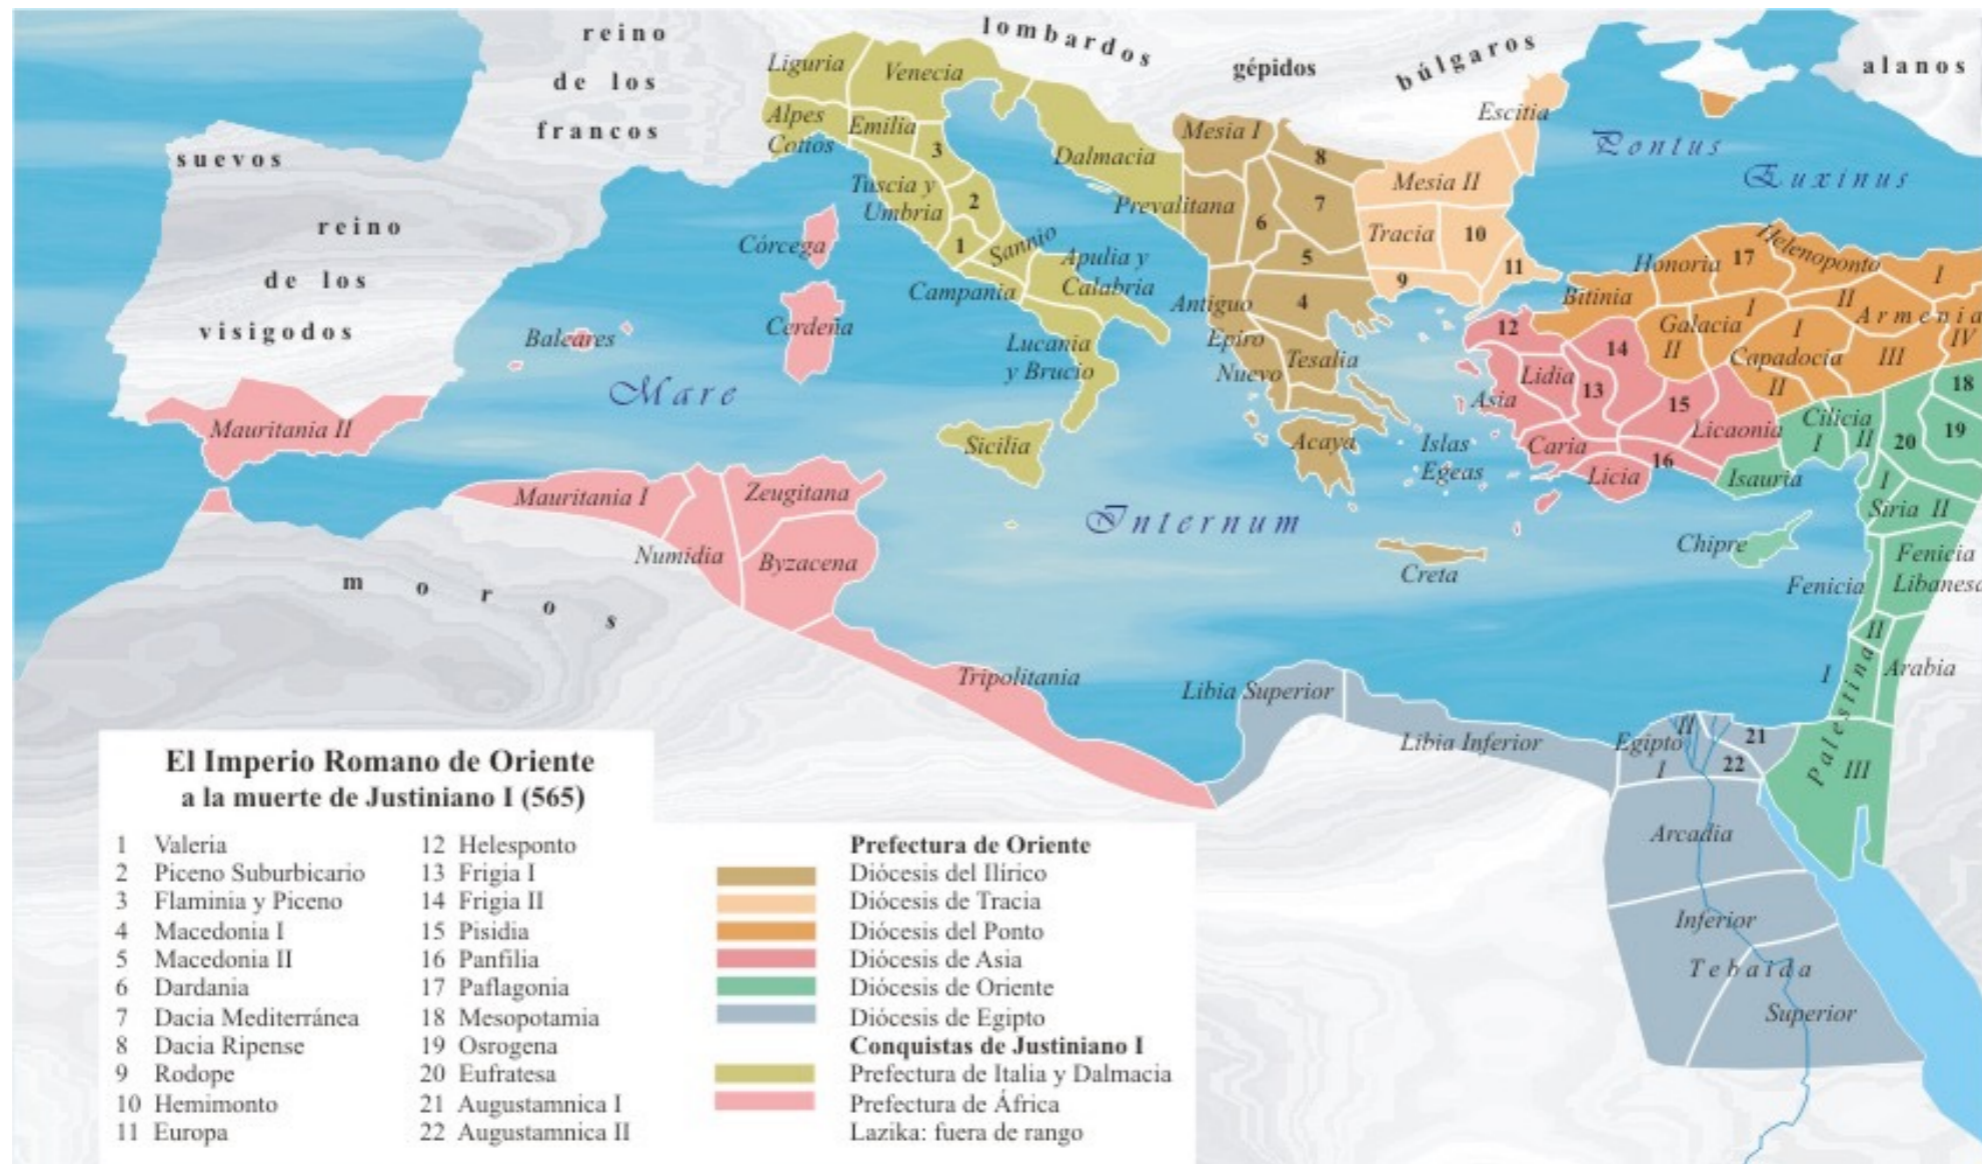 reino
de los
francos
lombardos
gépidos
búlgaros
alanos
suevos
reino
de los
visigodos
Mauritania II
Baleares
Córcega
Cerdeña
Mare
Internum
Pontus
Euxinus
Liguria
Venecia
Alpes
Cotios
Emilia
3
Tuscia y
Umbria
2
1
Sannio
Campania
Apulia y
Calabria
Lucania
y Brucio
Sicilia
Dalmacia
Prevalitana
Mesia I
8
7
6
5
4
Antiguo
Epiro
Nuevo
Tesalia
Acaya
Creta
Islas
Egeas
Escitia
Mesia II
Tracia
10
11
9
Honoria
17
Helenoponto
I
Bitinia
Galacia
I
II
II
Armenia
I
Capadocia
II
III
IV
12
14
Lidia
13
Asia
15
Licaonia
Caria
16
Licia
Isauria
Cilicia
I
II
20
18
19
I
Siria II
Chipre
Fenicia
Fenicia
Libanesa
II
I
Palestina
III
Arabia
Mauritania I
Numidia
Zeugitana
Byzacena
Tripolitania
moros
Libia Superior
Libia Inferior
Egipto
II
I
21
22
Arcadia
Inferior
Tebaida
Superior
El Imperio Romano de Oriente
a la muerte de Justiniano I (565)
1 Valeria
2 Piceno Suburbicario
3 Flaminia y Piceno
4 Macedonia I
5 Macedonia II
6 Dardania
7 Dacia Mediterránea
8 Dacia Ripense
9 Rodope
10 Hemimonto
11 Europa
12 Helesponto
13 Frigia I
14 Frigia II
15 Pisidia
16 Panfilia
17 Paflagonia
18 Mesopotamia
19 Osrogena
20 Eufratesa
21 Augustamnica I
22 Augustamnica II
Prefectura de Oriente
Diócesis del Ilírico
Diócesis de Tracia
Diócesis del Ponto
Diócesis de Asia
Diócesis de Oriente
Diócesis de Egipto
Conquistas de Justiniano I
Prefectura de Italia y Dalmacia
Prefectura de África
Lazika: fuera de rango